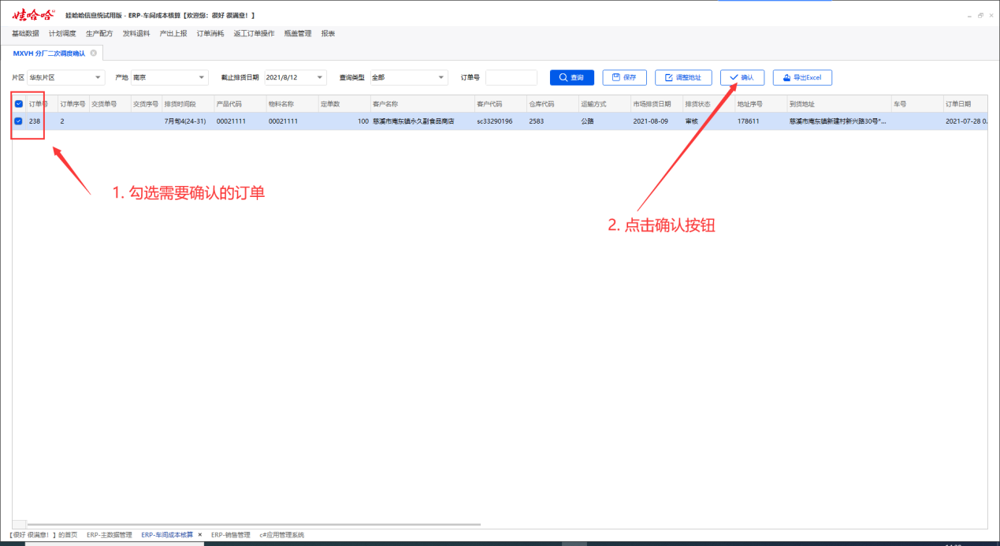 娃哈哈 娃哈哈信息统试用版 - ERP-车间成本核算【欢迎您：很好 很满意！】
基础数据 计划调度 生产配方 发料退料 产出上报 订单消耗 返工订单操作 瓶盖管理 报表
MXVH 分厂二次调度确认
片区 华东片区 产地 南京 截止排货日期 2021/8/12 查询类型 全部 订单号 查询 保存 调整地址 确认 导出Excel
订单号 订单序号 交货单号 交货序号 排货时间段 产品代码 物料名称 定单数 客户名称 客户代码 仓库代码 运输方式 市场排货日期 排货状态 地址序号 到货地址 车号 订单日期
238 2 7月旬4(24-31) 00021111 00021111 100 慈溪市庵东镇永久副食品商店 sc33290196 2583 公路 2021-08-09 审核 178611 慈溪市庵东镇新建村新兴路30号*... 2021-07-28 0.
1. 勾选需要确认的订单
2. 点击确认按钮
【很好 很满意！】的首页 ERP-主数据管理 ERP-车间成本核算 × ERP-销售管理 c#应用管理系统